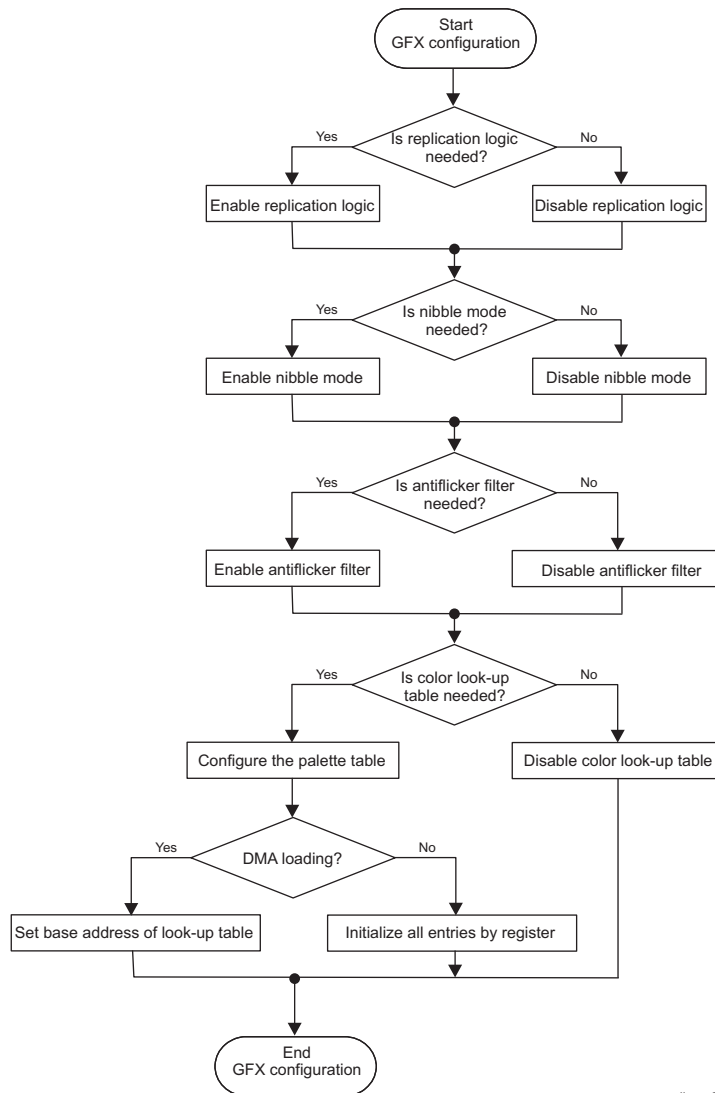 Start
GFX configuration
Is replication logic
needed?
Yes
No
Enable replication logic
Disable replication logic
Is nibble mode
needed?
Yes
No
Enable nibble mode
Disable nibble mode
Is antiflicker filter
needed?
Yes
No
Enable antiflicker filter
Disable antiflicker filter
Is color look-up
table needed?
Yes
No
Configure the palette table
Disable color look-up table
DMA loading?
Yes
No
Set base address of look-up table
Initialize all entries by register
End
GFX configuration